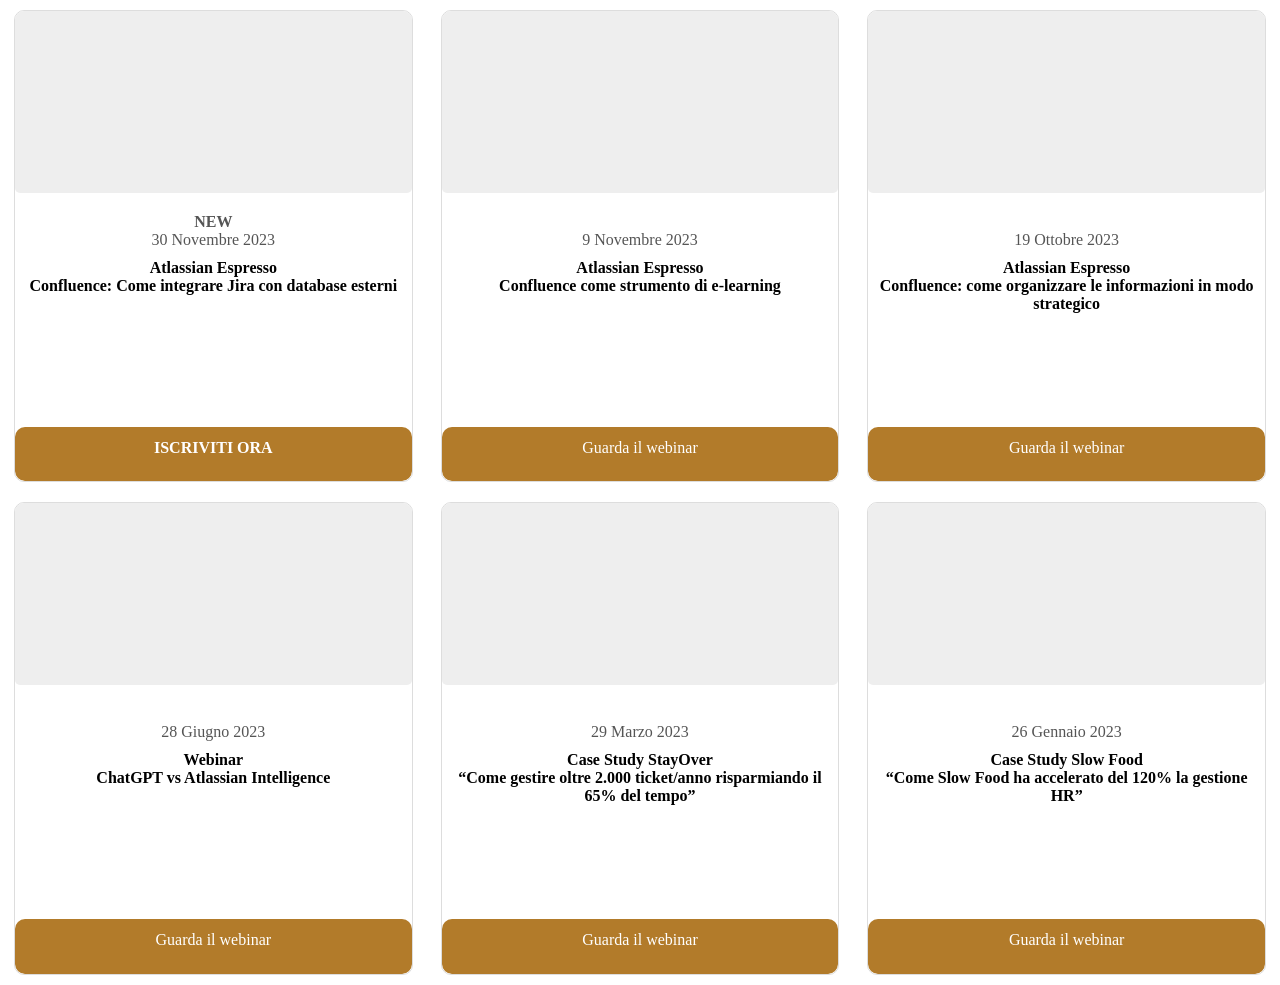 NEW
30 Novembre 2023
Atlassian Espresso
Confluence: Come integrare Jira con database esterni
ISCRIVITI ORA
9 Novembre 2023
Atlassian Espresso
Confluence come strumento di e-learning
Guarda il webinar
19 Ottobre 2023
Atlassian Espresso
Confluence: come organizzare le informazioni in modo
strategico
Guarda il webinar
28 Giugno 2023
Webinar
ChatGPT vs Atlassian Intelligence
Guarda il webinar
29 Marzo 2023
Case Study StayOver
“Come gestire oltre 2.000 ticket/anno risparmiando il
65% del tempo”
Guarda il webinar
26 Gennaio 2023
Case Study Slow Food
“Come Slow Food ha accelerato del 120% la gestione
HR”
Guarda il webinar